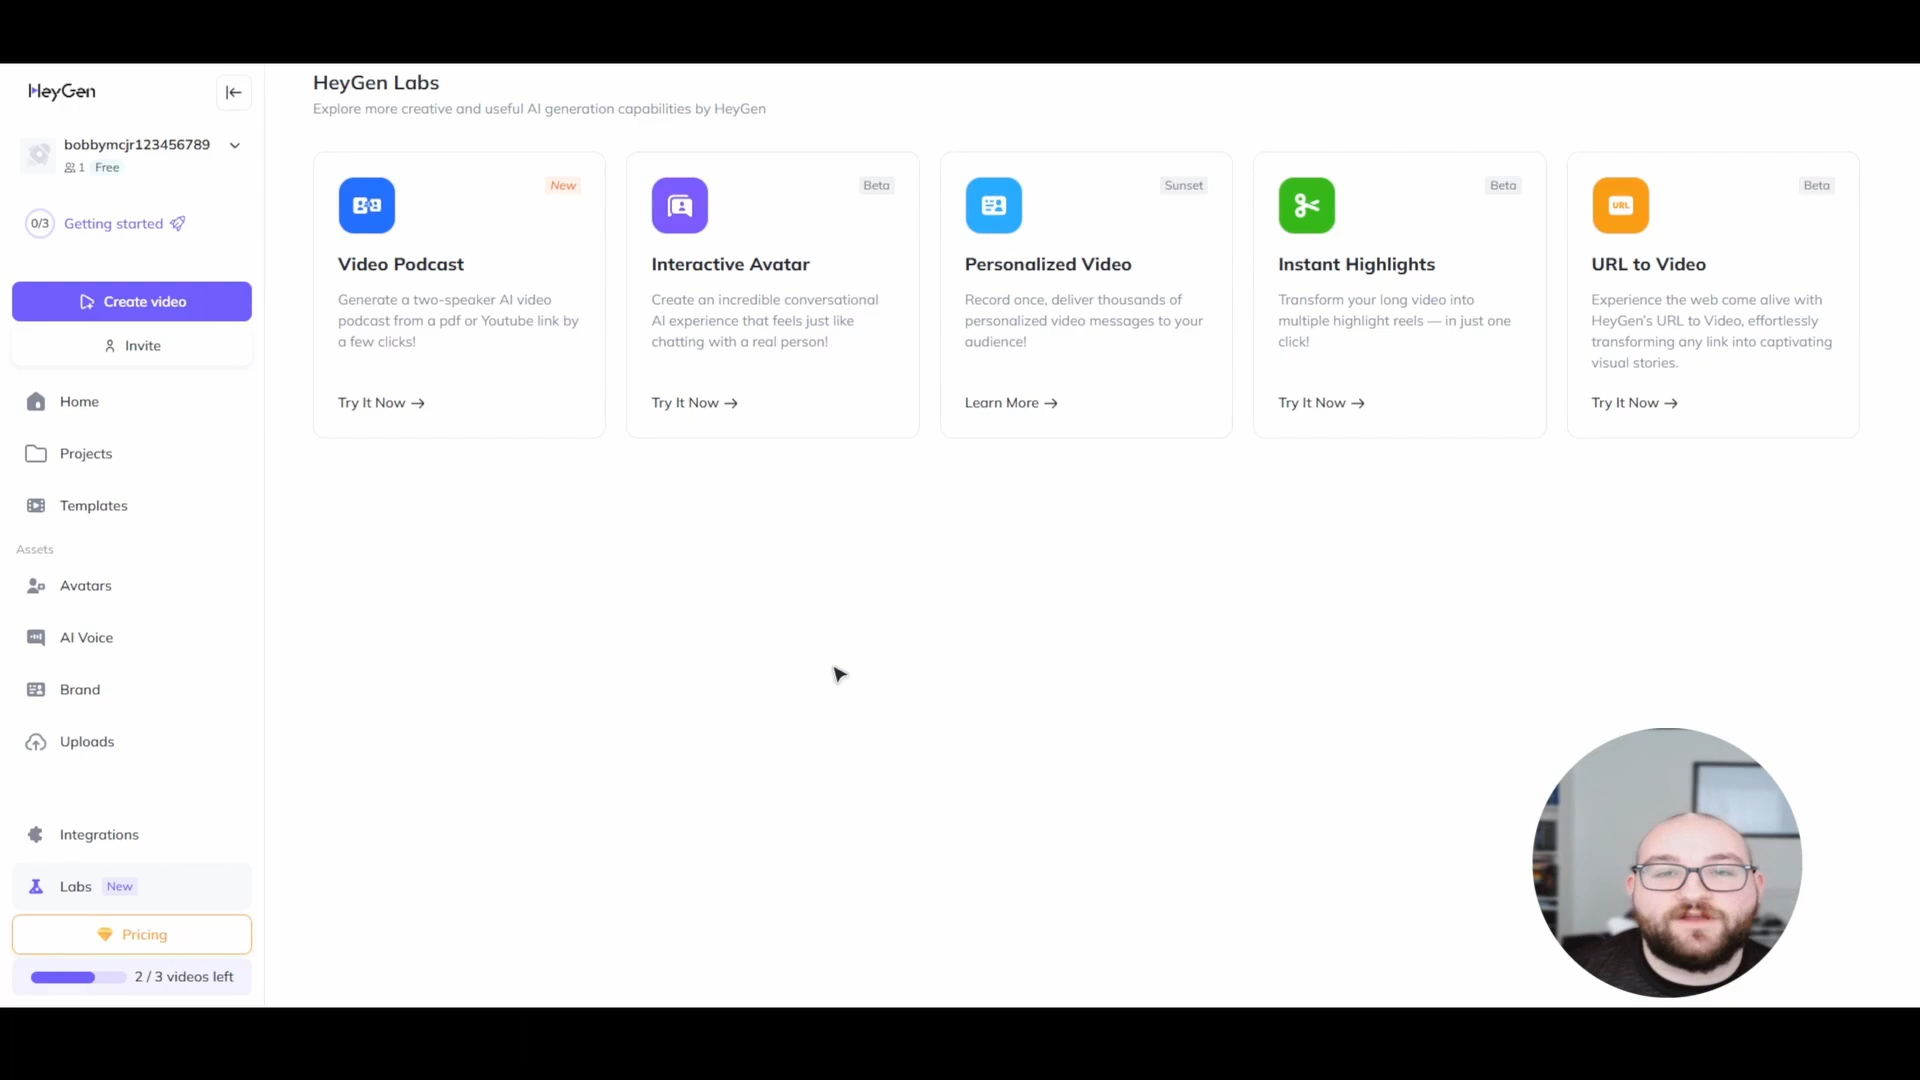 HeyGen
bobbymcjr123456789
1 Free
0/3 Getting started
Create video
Invite
Home
Projects
Templates
Assets
Avatars
AI Voice
Brand
Uploads
Integrations
Labs New
Pricing
2 / 3 videos left
HeyGen Labs
Explore more creative and useful AI generation capabilities by HeyGen
New
Video Podcast
Generate a two-speaker AI video
podcast from a pdf or Youtube link by
a few clicks!
Try It Now →
Beta
Interactive Avatar
Create an incredible conversational
AI experience that feels just like
chatting with a real person!
Try It Now →
Sunset
Personalized Video
Record once, deliver thousands of
personalized video messages to your
audience!
Learn More →
Beta
Instant Highlights
Transform your long video into
multiple highlight reels — in just one
click!
Try It Now →
URL
Beta
URL to Video
Experience the web come alive with
HeyGen's URL to Video, effortlessly
transforming any link into captivating
visual stories.
Try It Now →